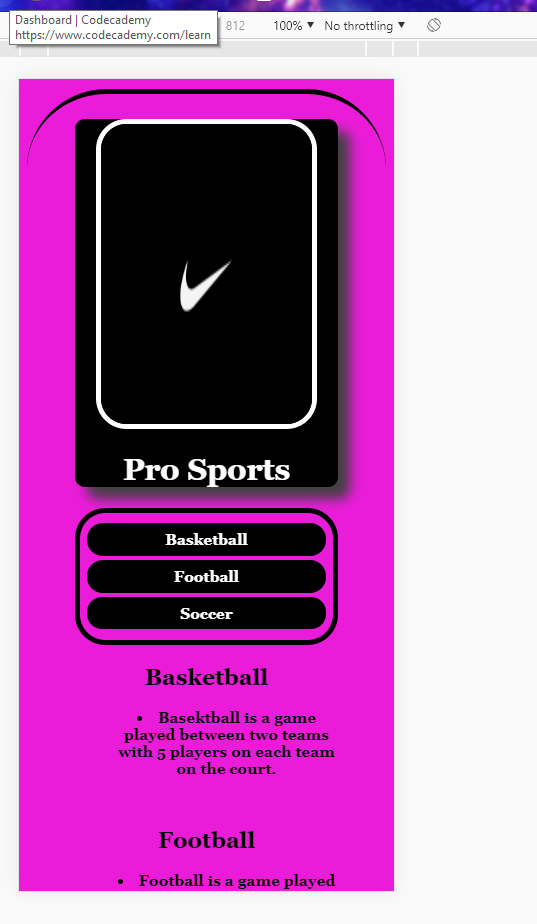 Dashboard | Codecademy
https://www.codecademy.com/learn
812
100% ▼
No throttling ▼
Pro Sports
Basketball
Football
Soccer
Basketball
• Basektball is a game
played between two teams
with 5 players on each team
on the court.
Football
• Football is a game played